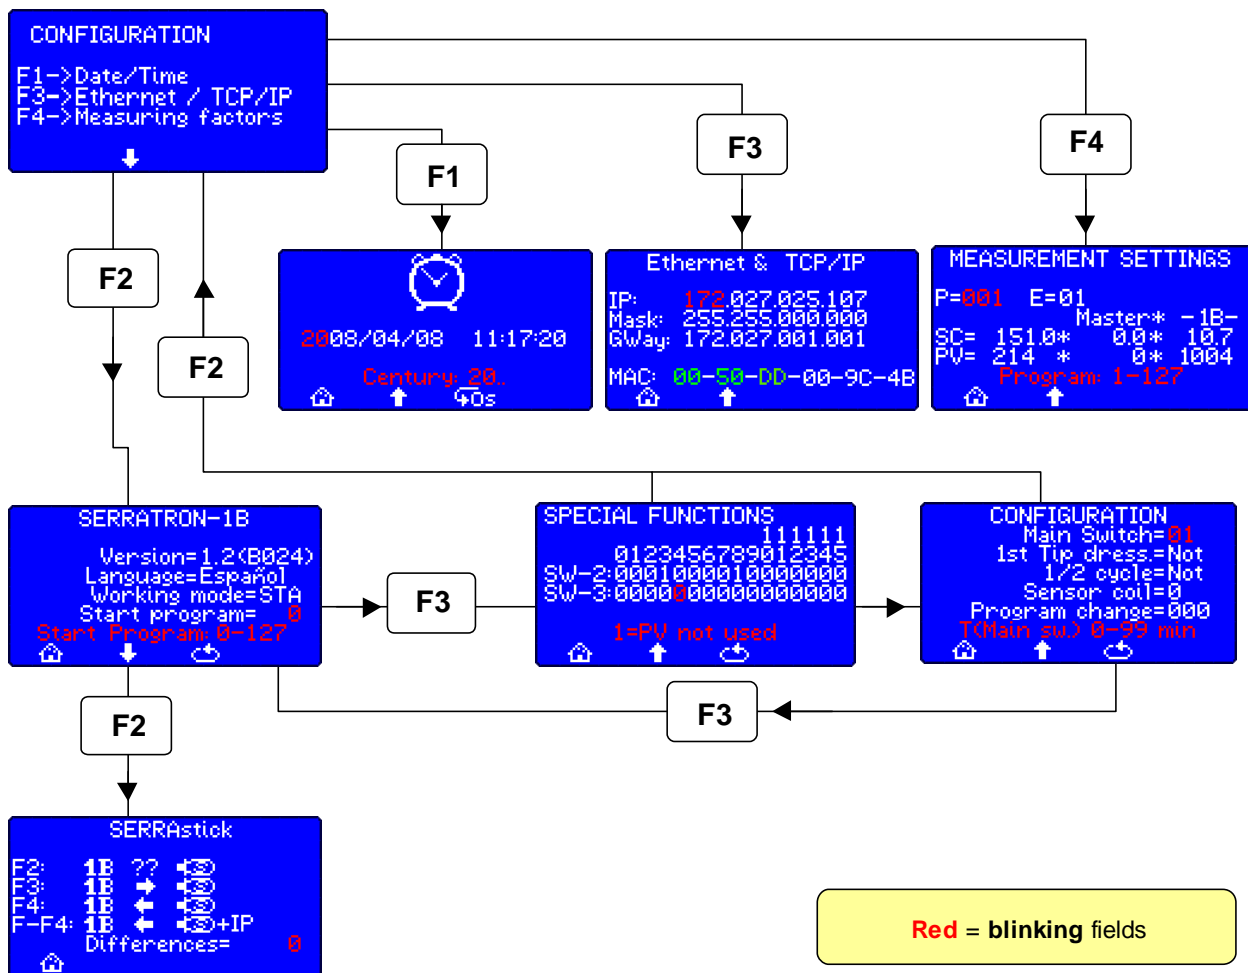 CONFIGURATION
F1->Date/Time
F3->Ethernet / TCP/IP
F4->Measuring factors
F1
F3
F4
F2
F2
2008/04/08 11:17:20
Century: 20..
0s
Ethernet & TCP/IP
IP: 172.027.025.107
Mask: 255.255.000.000
GWay: 172.027.001.001
MAC: 00-50-DD-00-9C-4B
MEASUREMENT SETTINGS
P=001 E=01
Master* -1B-
SC= 151.0* 0.0* 10.7
PV= 214 * 0* 1004
Program: 1-127
SERRATRON-1B
Version=1.2(B024)
Language=Español
Working mode=STA
Start program= 0
Start Program: 0-127
F3
SPECIAL FUNCTIONS
111111
0123456789012345
SW-2:0001000010000000
SW-3:0000000000000000
1=PV not used
CONFIGURATION
Main Switch=01
1st Tip dress.=Not
1/2 cycle=Not
Sensor coil=0
Program change=000
T(Main sw.) 0-99 min
F3
F2
SERRAstick
F2: 1B ??
F3: 1B
F4: 1B
F-F4: 1B +IP
Differences= 0
Red = blinking fields